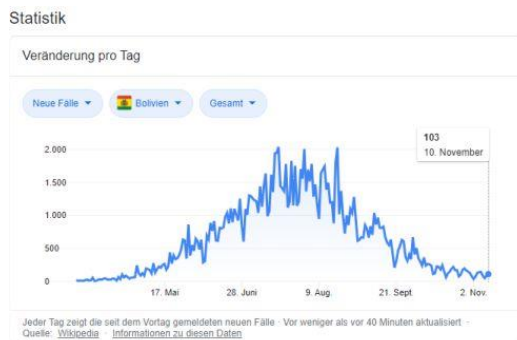 Statistik
Veränderung pro Tag
Neue Fälle
Bolivien
Gesamt
103
10. November
2.000
1.500
1.000
500
0
17. Mai
28. Juni
9. Aug.
21. Sept.
2. Nov.
Jeder Tag zeigt die seit dem Vortag gemeldeten neuen Fälle · Vor weniger als vor 40 Minuten aktualisiert ·
Quelle: Wikipedia · Informationen zu diesen Daten